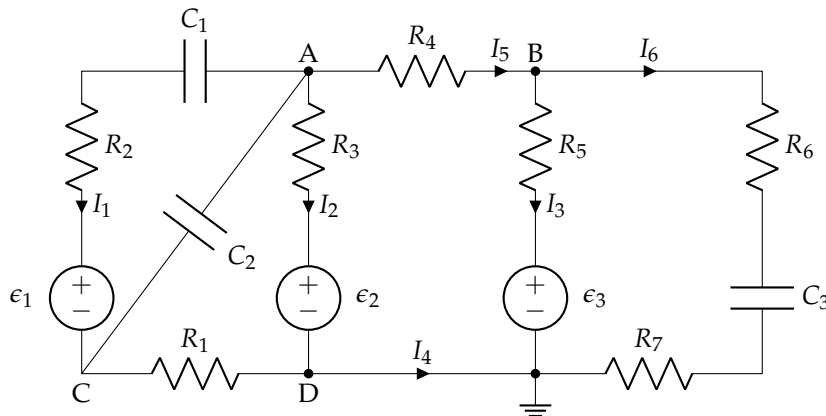 C₁
A
R₄
I₅
B
I₆
R₂
R₃
R₅
R₆
I₁
I₂
I₃
C₂
ϵ₁
+
−
ϵ₂
+
−
ϵ₃
+
−
C₃
R₁
I₄
R₇
C
D